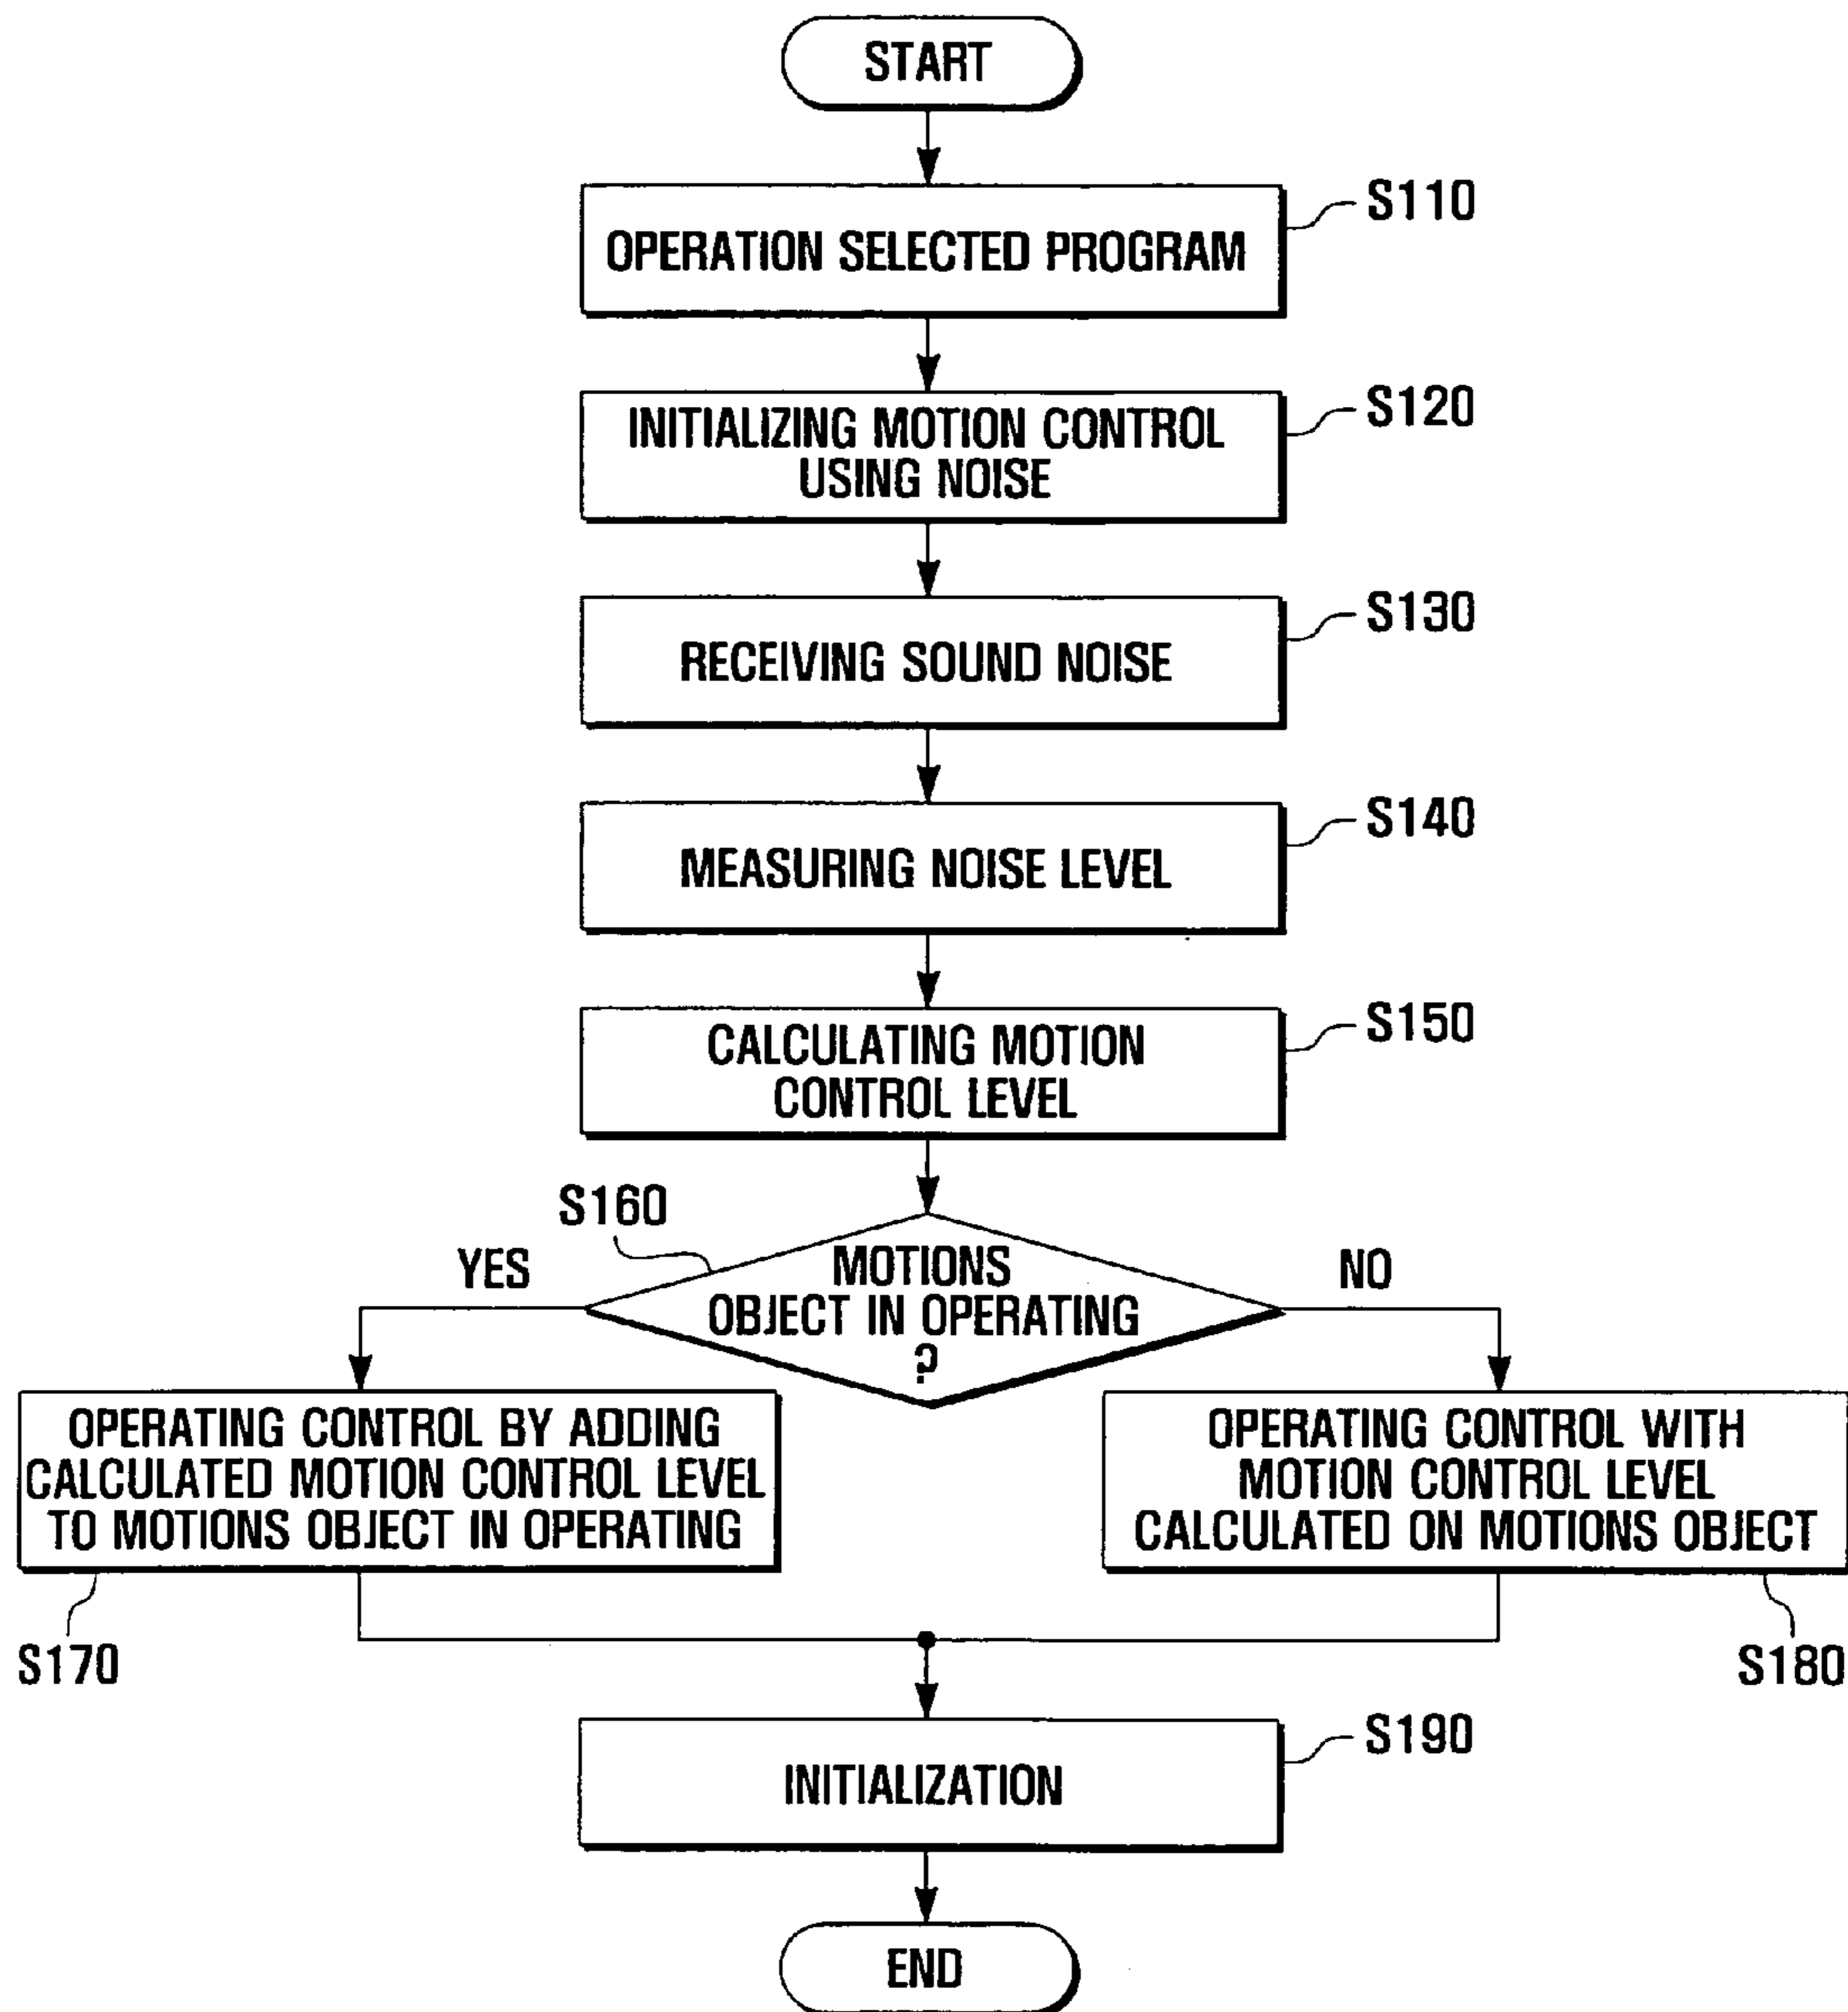 START
OPERATION SELECTED PROGRAM
S110
INITIALIZING MOTION CONTROL
USING NOISE
S120
RECEIVING SOUND NOISE
S130
MEASURING NOISE LEVEL
S140
CALCULATING MOTION
CONTROL LEVEL
S150
S160
MOTIONS
OBJECT IN OPERATING
?
YES
NO
OPERATING CONTROL BY ADDING
CALCULATED MOTION CONTROL LEVEL
TO MOTIONS OBJECT IN OPERATING
S170
OPERATING CONTROL WITH
MOTION CONTROL LEVEL
CALCULATED ON MOTIONS OBJECT
S180
INITIALIZATION
S190
END